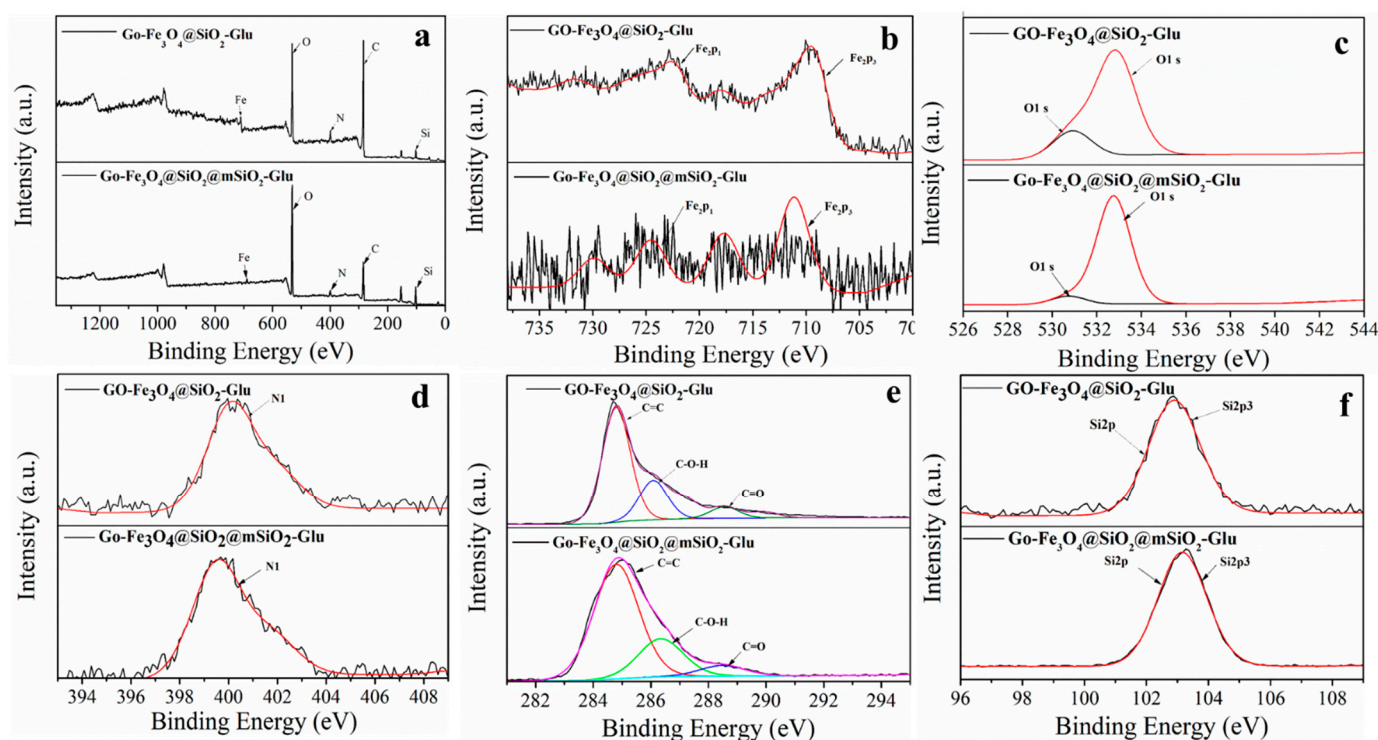 Go-Fe3O4@SiO2-Glu
a
O
C
Fe
N
Si
Go-Fe3O4@SiO2@mSiO2-Glu
O
C
Fe
N
Si
Intensity (a.u.)
1200 1000 800 600 400 200 0
Binding Energy (eV)
GO-Fe3O4@SiO2-Glu
b
Fe2p1
Fe2p3
Go-Fe3O4@SiO2@mSiO2-Glu
Fe2p1
Fe2p3
Intensity (a.u.)
735 730 725 720 715 710 705 70
Binding Energy (eV)
GO-Fe3O4@SiO2-Glu
c
O1 s
O1 s
Go-Fe3O4@SiO2@mSiO2-Glu
O1 s
O1 s
Intensity (a.u.)
526 528 530 532 534 536 538 540 542 544
Binding Energy (eV)
GO-Fe3O4@SiO2-Glu
d
N1
Go-Fe3O4@SiO2@mSiO2-Glu
N1
Intensity (a.u.)
394 396 398 400 402 404 406 408
Binding Energy (eV)
GO-Fe3O4@SiO2-Glu
e
C=C
C-O-H
C=O
Go-Fe3O4@SiO2@mSiO2-Glu
C=C
C-O-H
C=O
Intensity (a.u.)
282 284 286 288 290 292 294
Binding Energy (eV)
GO-Fe3O4@SiO2-Glu
f
Si2p
Si2p3
Go-Fe3O4@SiO2@mSiO2-Glu
Si2p
Si2p3
Intensity (a.u.)
96 98 100 102 104 106 108
Binding Energy (eV)